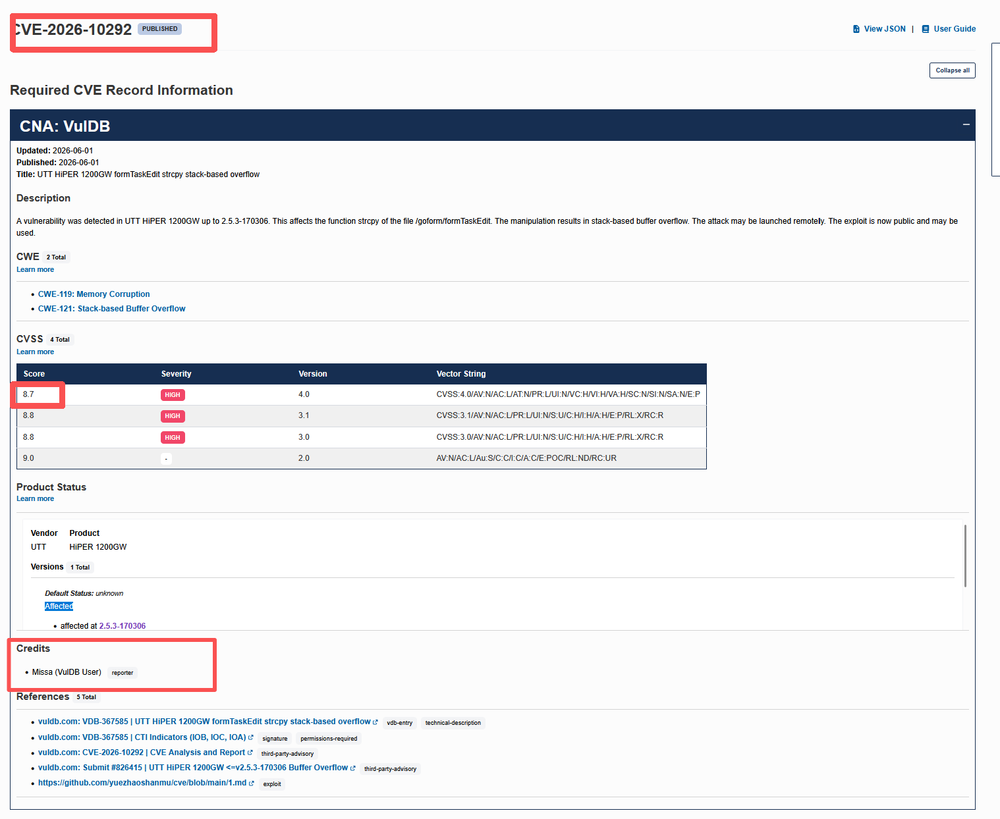 CVE-2026-10292 PUBLISHED
View JSON | User Guide
Collapse all
Required CVE Record Information
CNA: VulDB
Updated: 2026-06-01
Published: 2026-06-01
Title: UTT HiPER 1200GW formTaskEdit strcpy stack-based overflow
Description
A vulnerability was detected in UTT HiPER 1200GW up to 2.5.3-170306. This affects the function strcpy of the file /goform/formTaskEdit. The manipulation results in stack-based buffer overflow. The attack may be launched remotely. The exploit is now public and may be
used.
CWE 2 Total
Learn more
• CWE-119: Memory Corruption
• CWE-121: Stack-based Buffer Overflow
CVSS 4 Total
Learn more
Score Severity Version Vector String
8.7 HIGH 4.0 CVSS:4.0/AV:N/AC:L/AT:N/PR:L/UI:N/VC:H/VI:H/VA:H/SC:N/SI:N/SA:N/E:P
8.8 HIGH 3.1 CVSS:3.1/AV:N/AC:L/PR:L/UI:N/S:U/C:H/I:H/A:H/E:P/RL:X/RC:R
8.8 HIGH 3.0 CVSS:3.0/AV:N/AC:L/PR:L/UI:N/S:U/C:H/I:H/A:H/E:P/RL:X/RC:R
9.0 - 2.0 AV:N/AC:L/Au:S/C:C/I:C/A:C/E:POC/RL:ND/RC:UR
Product Status
Learn more
Vendor Product
UTT HiPER 1200GW
Versions 1 Total
Default Status: unknown
Affected
• affected at 2.5.3-170306
Credits
• Missa (VulDB User) reporter
References 5 Total
• vuldb.com: VDB-367585 | UTT HiPER 1200GW formTaskEdit strcpy stack-based overflow vdb-entry technical-description
• vuldb.com: VDB-367585 | CTI Indicators (IOB, IOC, IOA) signature permissions-required
• vuldb.com: CVE-2026-10292 | CVE Analysis and Report third-party-advisory
• vuldb.com: Submit #826415 | UTT HiPER 1200GW <=v2.5.3-170306 Buffer Overflow third-party-advisory
• https://github.com/yuezhaoshanmu/cve/blob/main/1.md exploit